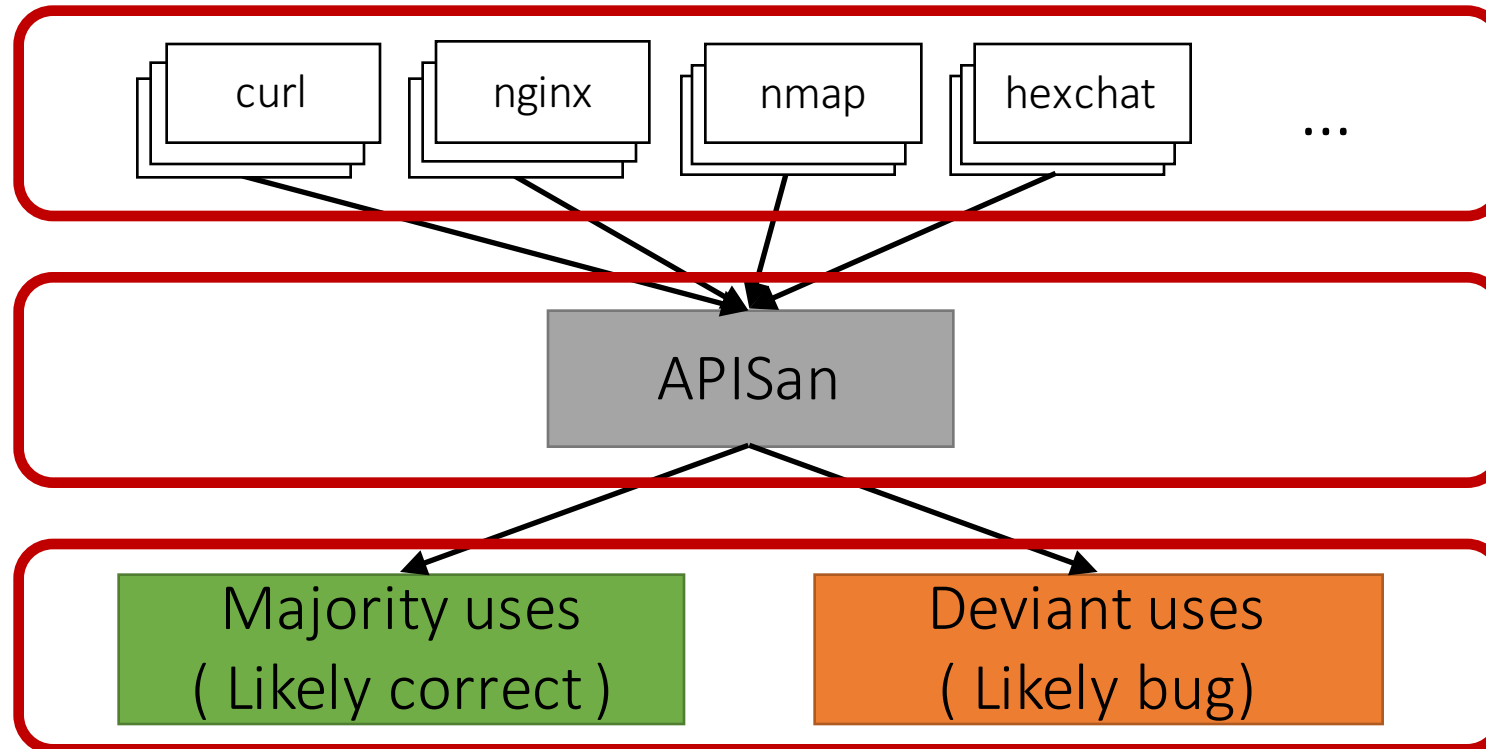 curl
nginx
nmap
hexchat
...
APISan
Majority uses
( Likely correct )
Deviant uses
( Likely bug)